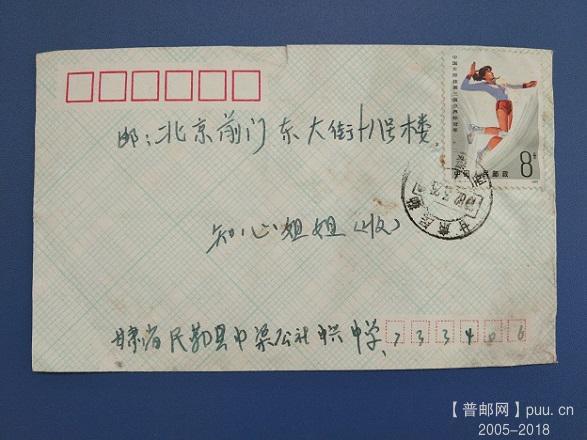 中国人民邮政
8分
邮：北京前门东大街十八号楼
知心姐姐（收）
甘肃省民勤县中渠公社 中学 733406
【普邮网】puu.cn
2005-2018